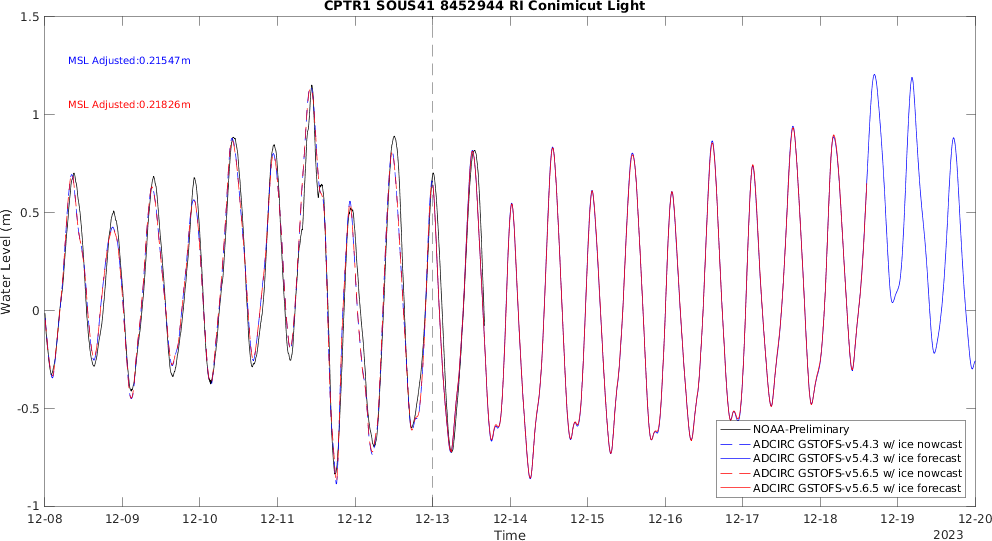 CPTR1 SOUS41 8452944 RI Conimicut Light
1.5
MSL Adjusted:0.21547m
MSL Adjusted:0.21826m
1
0.5
0
-0.5
-1
Water Level (m)
NOAA-Preliminary
ADCIRC GSTOFS-v5.4.3 w/ ice nowcast
ADCIRC GSTOFS-v5.4.3 w/ ice forecast
ADCIRC GSTOFS-v5.6.5 w/ ice nowcast
ADCIRC GSTOFS-v5.6.5 w/ ice forecast
12-08 12-09 12-10 12-11 12-12 12-13 12-14 12-15 12-16 12-17 12-18 12-19 12-20
Time
2023